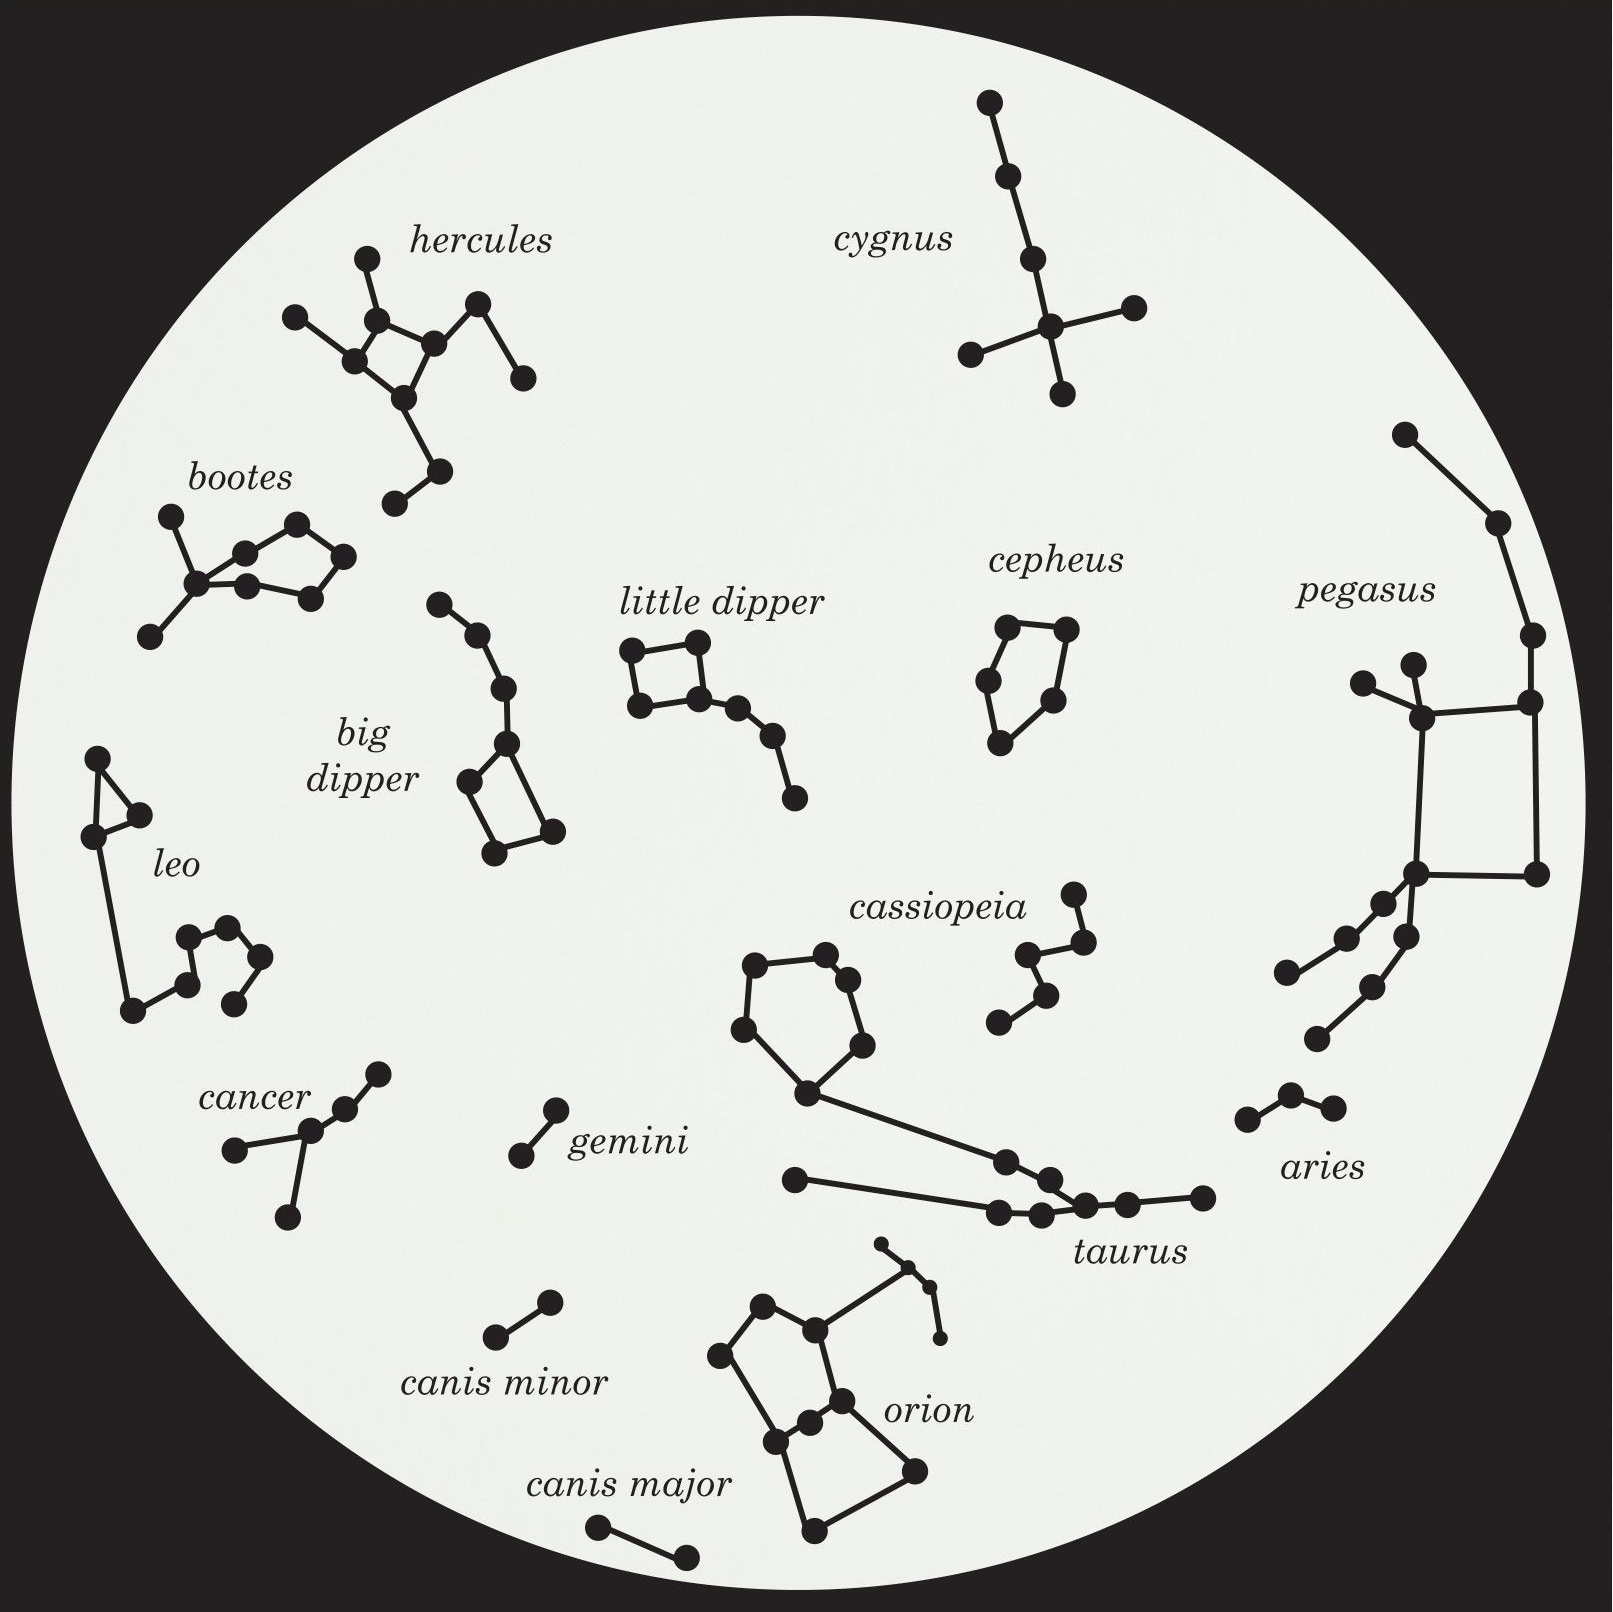 hercules
cygnus
bootes
cepheus
pegasus
little dipper
big
dipper
leo
cassiopeia
cancer
gemini
aries
taurus
canis minor
orion
canis major